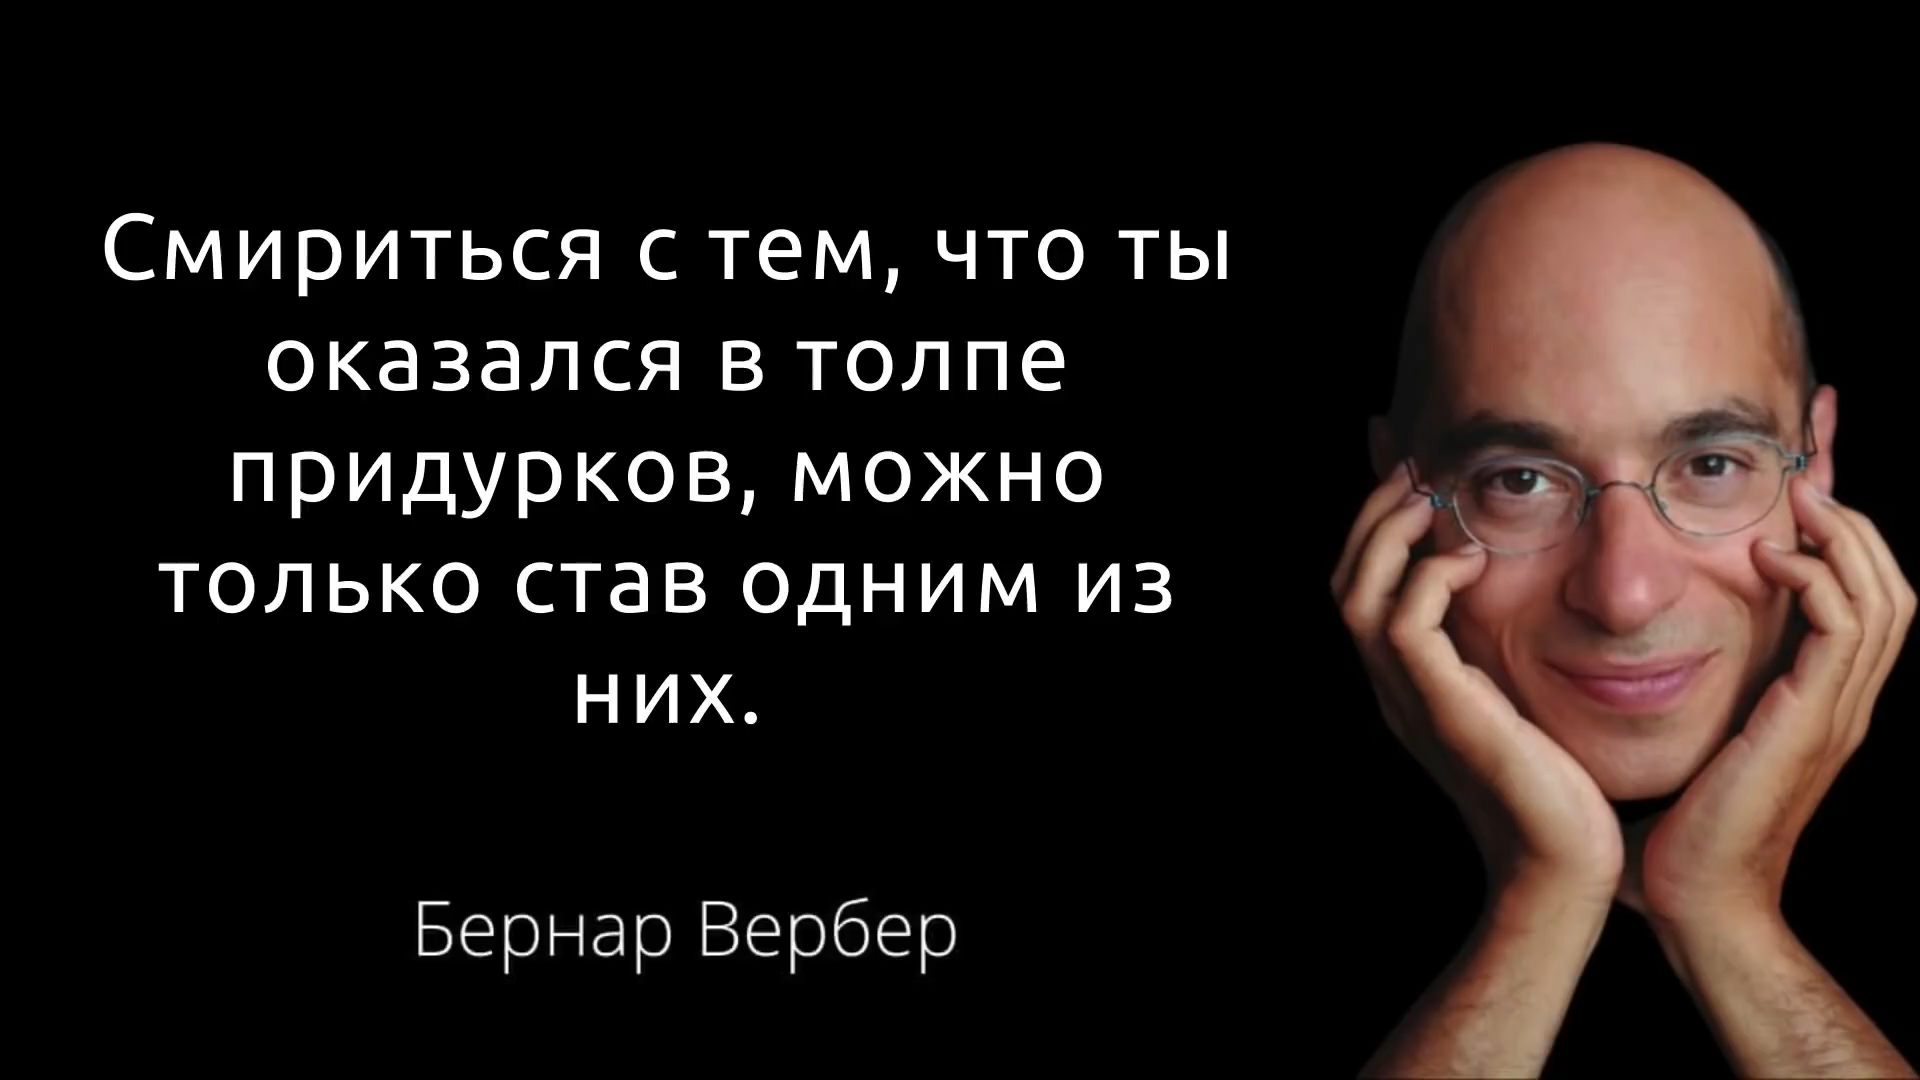 Смириться с тем, что ты
оказался в толпе
придурков, можно
только став одним из
них.
Бернар Вербер